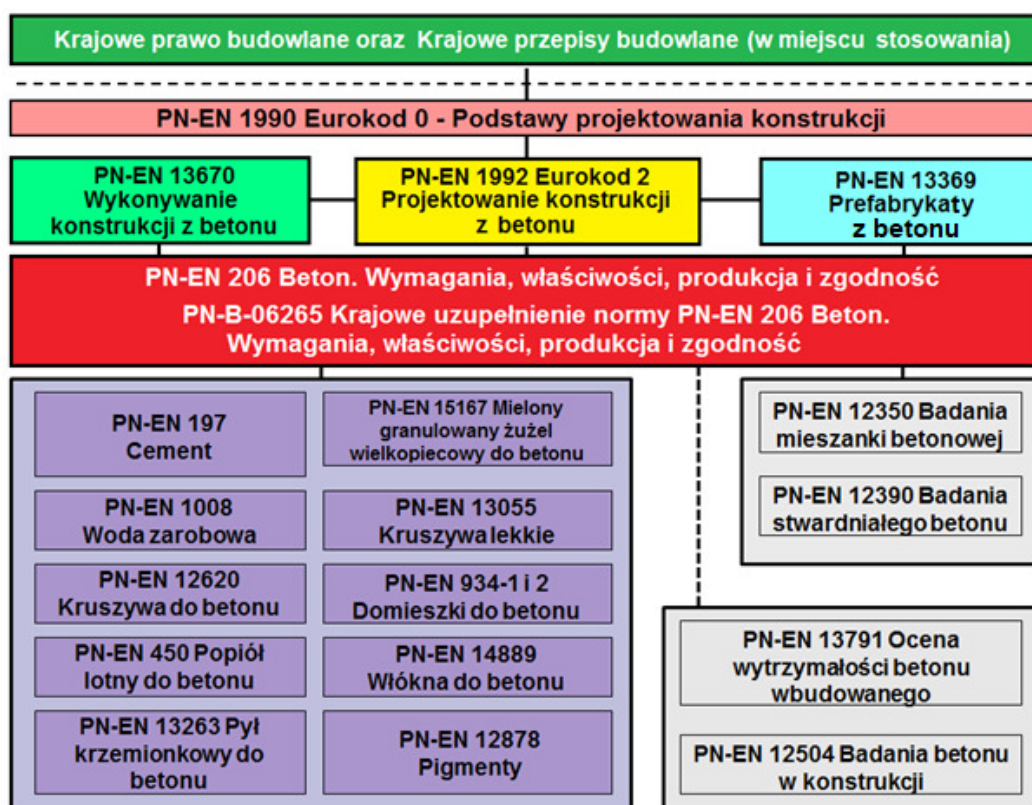 Krajowe prawo budowlane oraz Krajowe przepisy budowlane (w miejscu stosowania)
PN-EN 1990 Eurokod 0 - Podstawy projektowania konstrukcji
PN-EN 13670
Wykonywanie
konstrukcji z betonu
PN-EN 1992 Eurokod 2
Projektowanie konstrukcji
z betonu
PN-EN 13369
Prefabrykaty
z betonu
PN-EN 206 Beton. Wymagania, właściwości, produkcja i zgodność
PN-B-06265 Krajowe uzupełnienie normy PN-EN 206 Beton.
Wymagania, właściwości, produkcja i zgodność
PN-EN 197
Cement
PN-EN 15167 Mielony
granulowany żużel
wielkopiecowy do betonu
PN-EN 1008
Woda zarobowa
PN-EN 13055
Kruszywa lekkie
PN-EN 12620
Kruszywa do betonu
PN-EN 934-1 i 2
Domieszki do betonu
PN-EN 450 Popiół
lotny do betonu
PN-EN 14889
Włókna do betonu
PN-EN 13263 Pył
krzemionkowy do
betonu
PN-EN 12878
Pigmenty
PN-EN 12350 Badania
mieszanki betonowej
PN-EN 12390 Badania
stwardniałego betonu
PN-EN 13791 Ocena
wytrzymałości betonu
wbudowanego
PN-EN 12504 Badania betonu
w konstrukcji